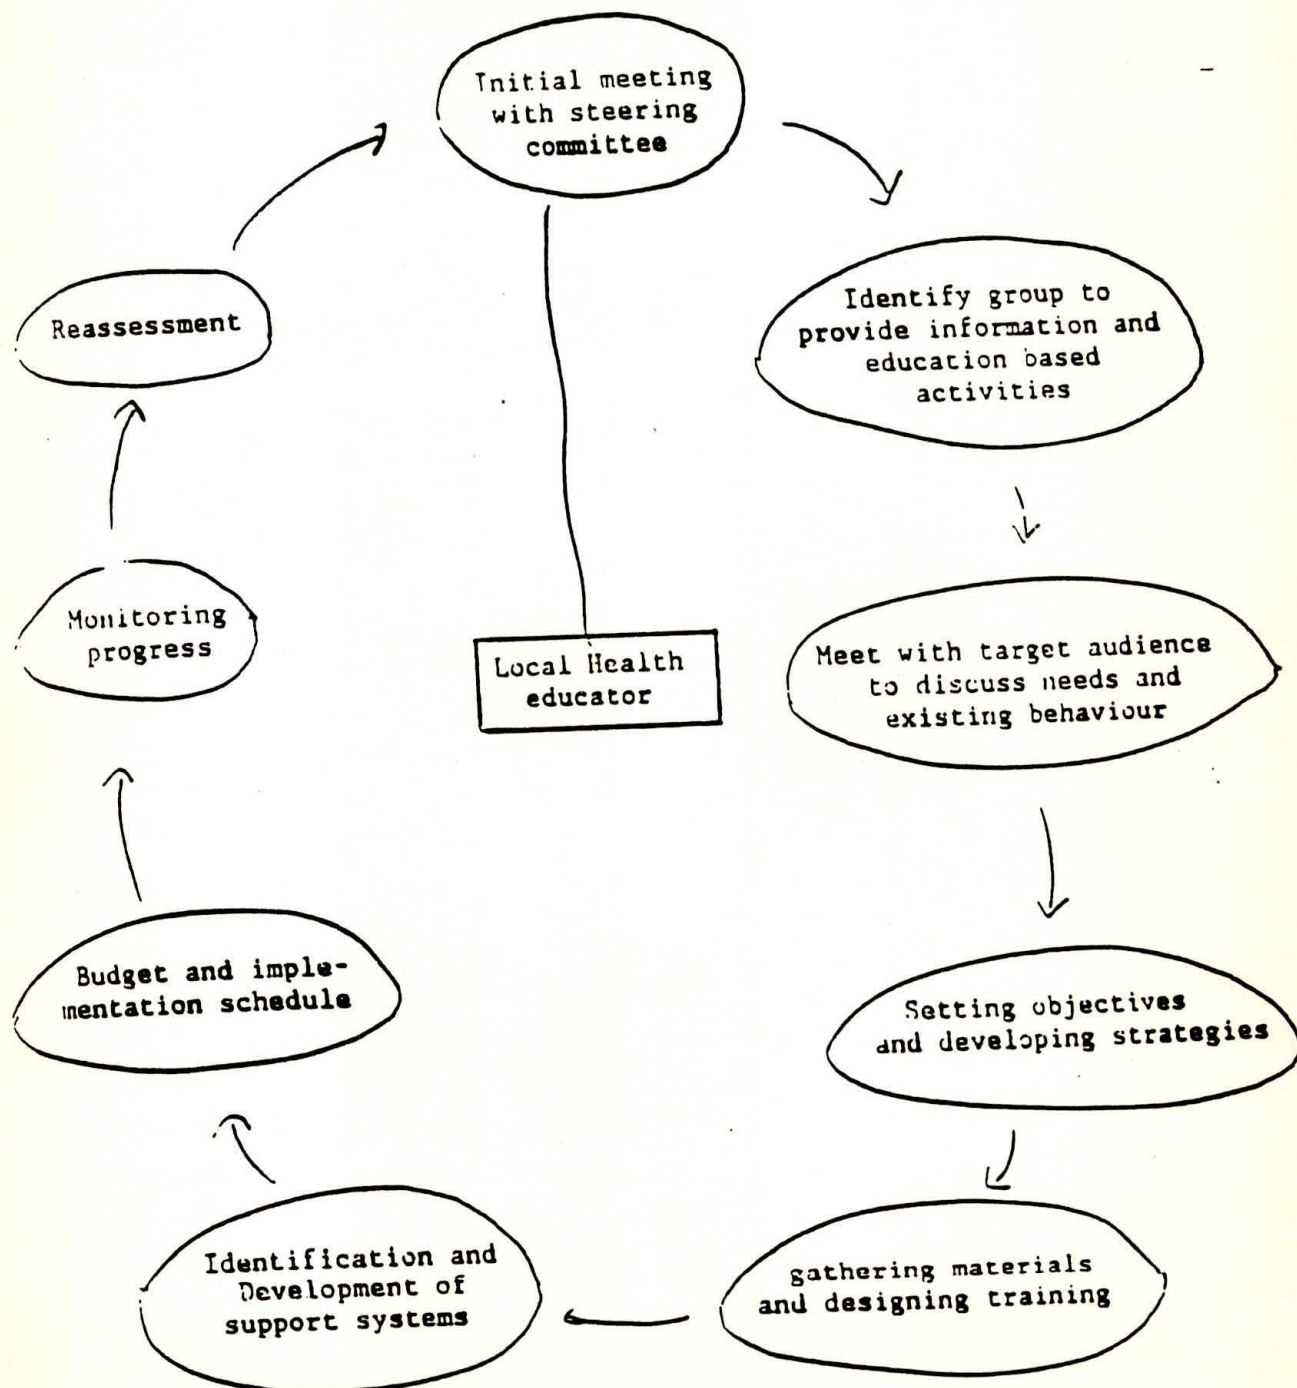 Initial meeting
with steering
committee
Identify group to
provide information and
education based
activities
Meet with target audience
to discuss needs and
existing behaviour
Setting objectives
and developing strategies
gathering materials
and designing training
Identification and
Development of
support systems
Budget and imple-
mentation schedule
Monitoring
progress
Reassessment
Local Health
educator